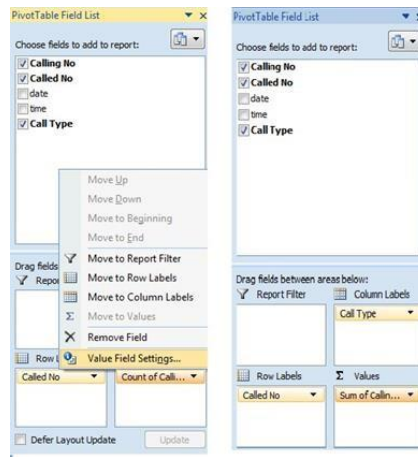 PivotTable Field List
Choose fields to add to report:
Calling No
Called No
date
time
Call Type
Move Up
Move Down
Move to Beginning
Move to End
Move to Report Filter
Move to Row Labels
Move to Column Labels
Move to Values
Remove Field
Value Field Settings...
Drag fields
Repo
Row L
Called No
Count of Calli...
Defer Layout Update
Update
PivotTable Field List
Choose fields to add to report:
Calling No
Called No
date
time
Call Type
Drag fields between areas below:
Report Filter
Column Labels
Call Type
Row Labels
Σ Values
Called No
Sum of Callin...